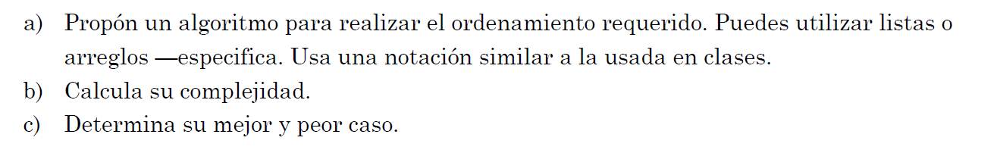 a) Propón un algoritmo para realizar el ordenamiento requerido. Puedes utilizar listas o
arreglos —especifica. Usa una notación similar a la usada en clases.
b) Calcula su complejidad.
c) Determina su mejor y peor caso.